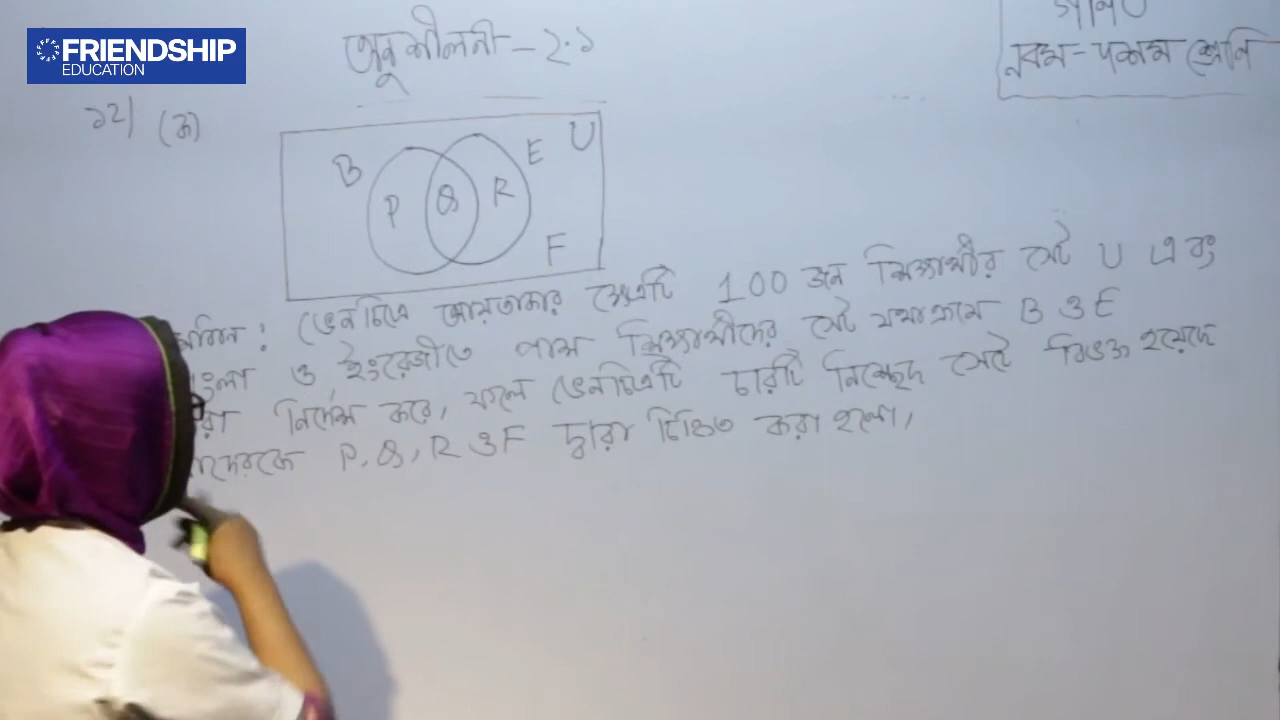 FRIENDSHIP
EDUCATION
অনুশীলনী - ২.১
গণিত
নবম - দশম শ্রেণি
১২| (ক)
B E U
P Q R
F
ভেনচিত্রে আয়তাকার ক্ষেত্রটি 100 জন শিক্ষার্থীর সেট U এবং
ও ইংরেজীতে পাস শিক্ষার্থীদের সেট যথাক্রমে B ও E
নির্দেশ করে, ফলে ভেনচিত্রটি চারটি নিশ্ছেদ সেটে বিভক্ত হয়েছে
P, Q, R ও F দ্বারা চিহ্নিত করা হলো,